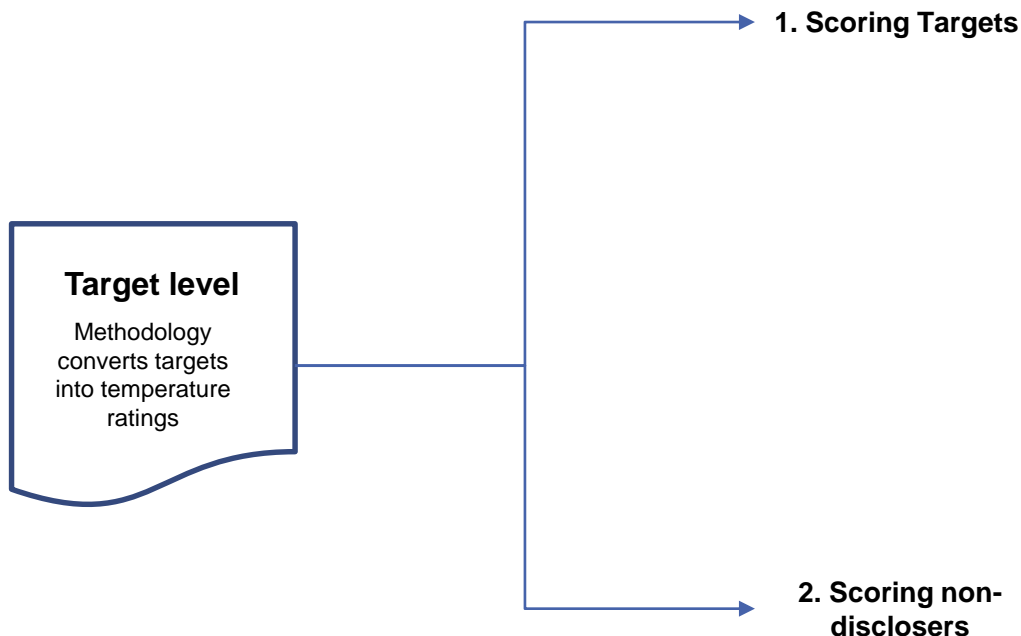 1. Scoring Targets
Target level
Methodology
converts targets
into temperature
ratings
2. Scoring non-
disclosers